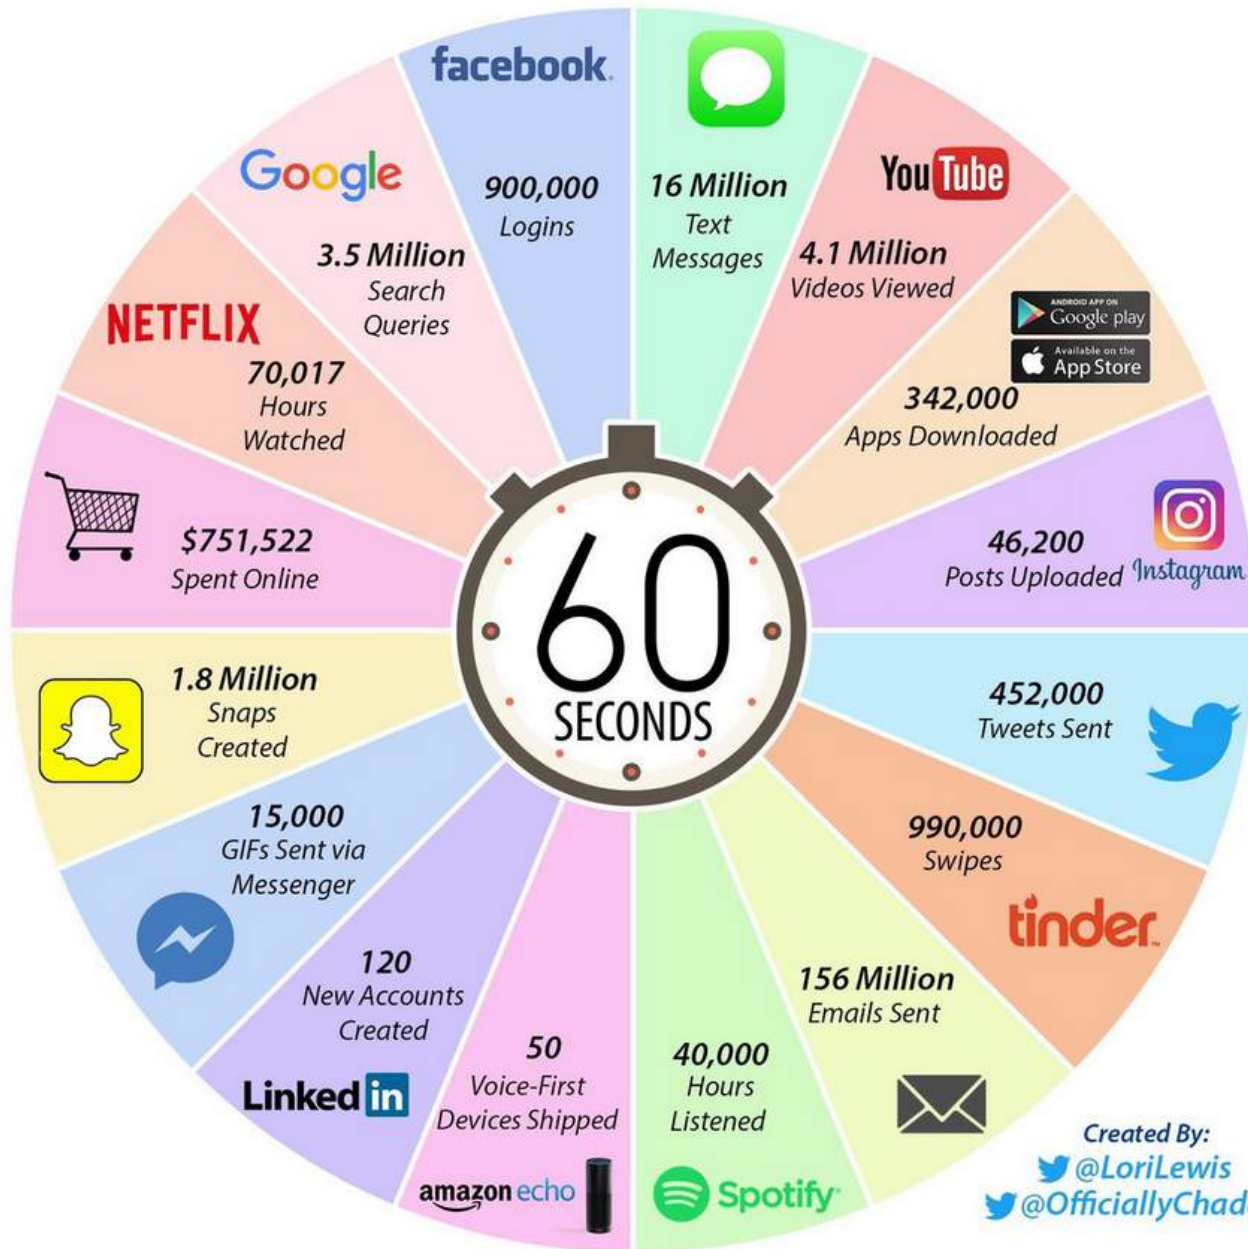 facebook
900,000
Logins
16 Million
Text
Messages
YouTube
4.1 Million
Videos Viewed
ANDROID APP ON
Google play
Available on the
App Store
342,000
Apps Downloaded
46,200
Posts Uploaded
Instagram
452,000
Tweets Sent
990,000
Swipes
tinder
156 Million
Emails Sent
40,000
Hours
Listened
Spotify
50
Voice-First
Devices Shipped
amazon echo
120
New Accounts
Created
Linked in
15,000
GIFs Sent via
Messenger
1.8 Million
Snaps
Created
$751,522
Spent Online
NETFLIX
70,017
Hours
Watched
Google
3.5 Million
Search
Queries
60
SECONDS
Created By:
@LoriLewis
@OfficiallyChad